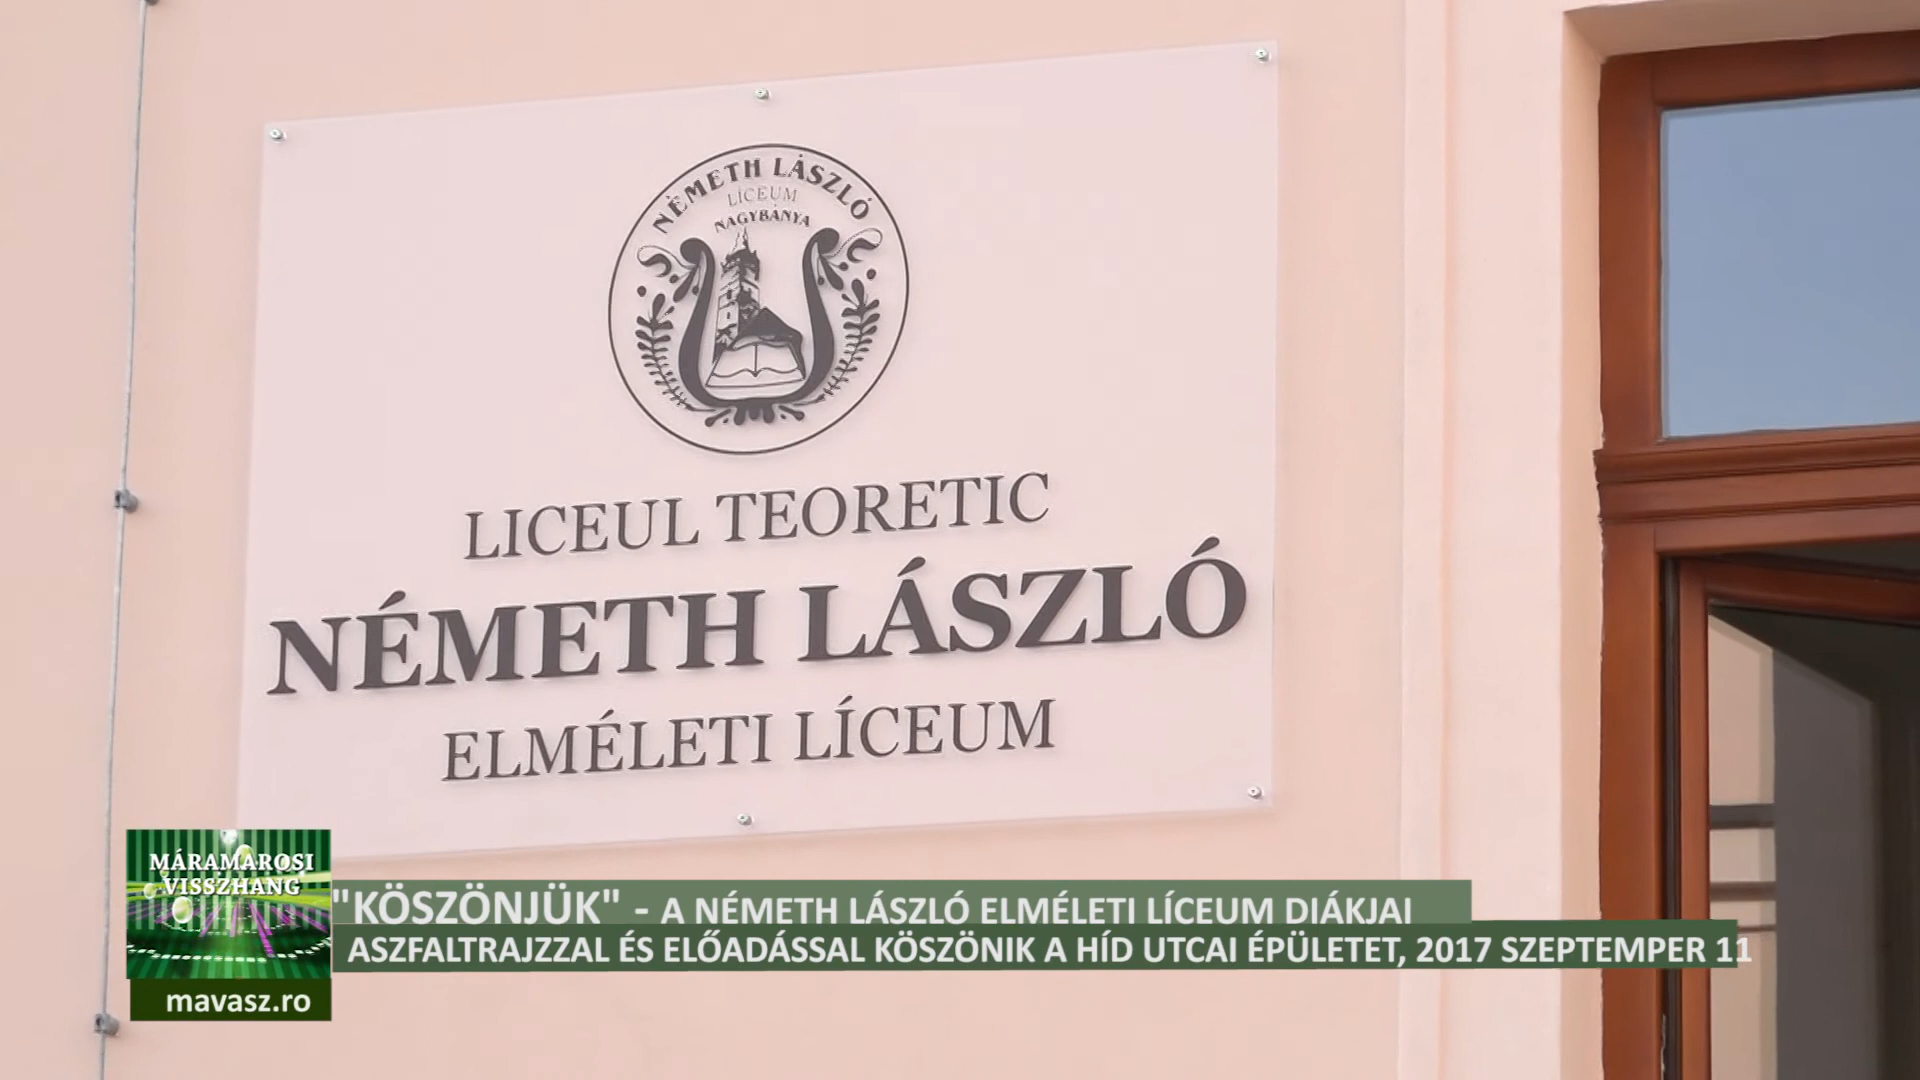 NÉMETH LÁSZLÓ
LÍCEUM
NAGYBÁNYA
LICEUL TEORETIC
NÉMETH LÁSZLÓ
ELMÉLETI LÍCEUM
MÁRAMAROSI
VISSZHANG
"KÖSZÖNJÜK" - A NÉMETH LÁSZLÓ ELMÉLETI LÍCEUM DIÁKJAI
ASZFALTRAJZZAL ÉS ELŐADÁSSAL KÖSZÖNIK A HÍD UTCAI ÉPÜLETET, 2017 SZEPTEMPER 11
mavasz.ro